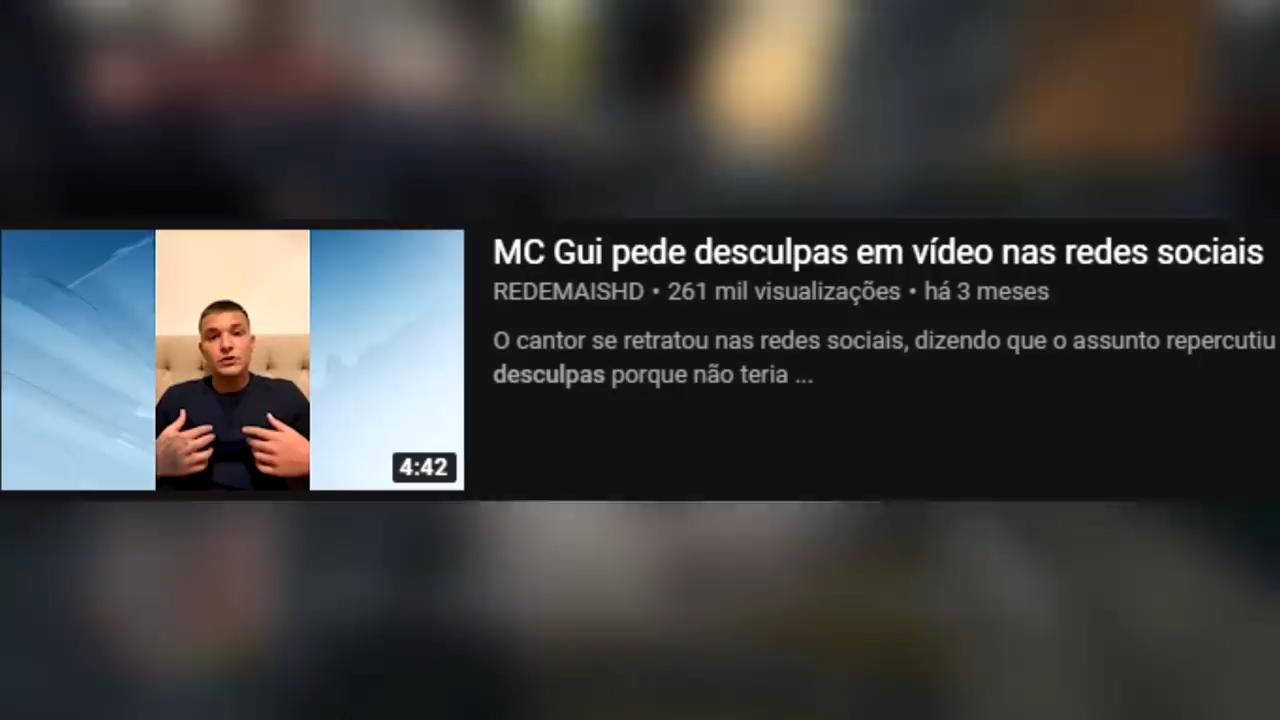 MC Gui pede desculpas em vídeo nas redes sociais
REDEMAISHD • 261 mil visualizações • há 3 meses
O cantor se retratou nas redes sociais, dizendo que o assunto repercutiu
desculpas porque não teria ...
4:42